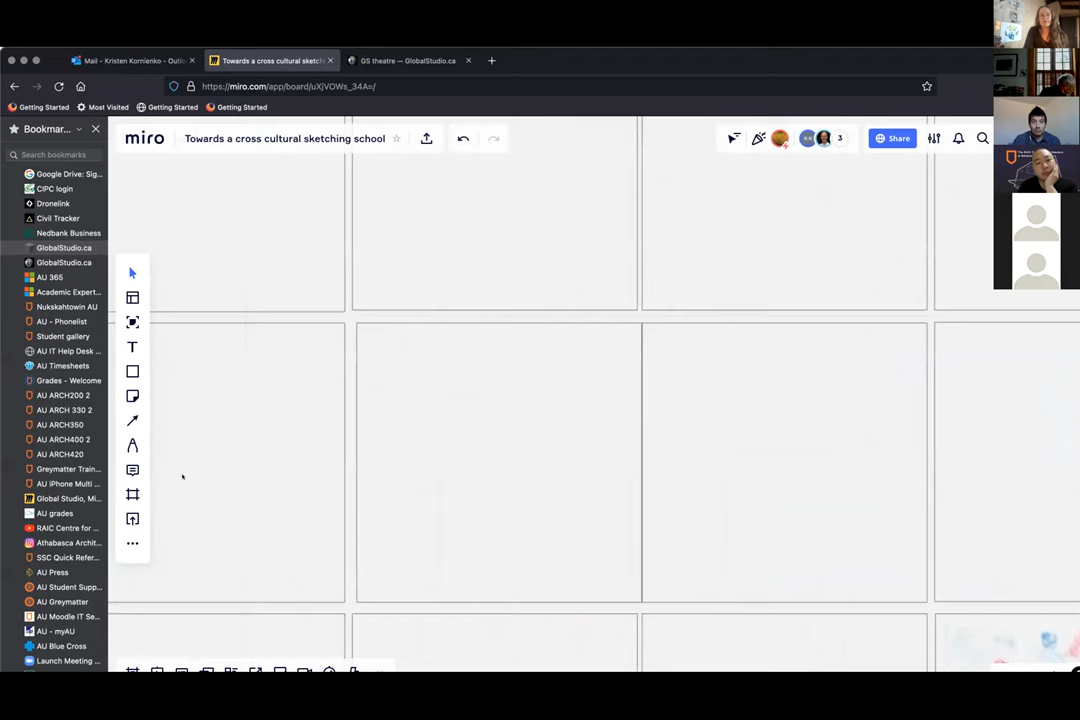 Mail - Kristen Kornienko - Outlo
Towards a cross cultural sketchi
GS theatre — GlobalStudio.ca
https://miro.com/app/board/uXjVOWs_34A=/
Getting Started
Most Visited
Getting Started
Getting Started
Bookmar...
miro
Towards a cross cultural sketching school
3
Share
Search bookmarks
Google Drive: Sig...
CIPC login
Dronelink
Civil Tracker
Nedbank Business
GlobalStudio.ca
GlobalStudio.ca
AU 365
Academic Expert...
Nukskahtowin AU
AU - Phonelist
Student gallery
AU IT Help Desk ...
AU Timesheets
Grades - Welcome
AU ARCH200 2
AU ARCH 330 2
AU ARCH350
AU ARCH400 2
AU ARCH420
Greymatter Train...
AU iPhone Multi ...
Global Studio, Mi...
AU grades
RAIC Centre for ...
Athabasca Archit...
SSC Quick Refer...
AU Press
AU Student Supp...
AU Greymatter
AU Moodle IT Se...
AU - myAU
AU Blue Cross
Launch Meeting ...